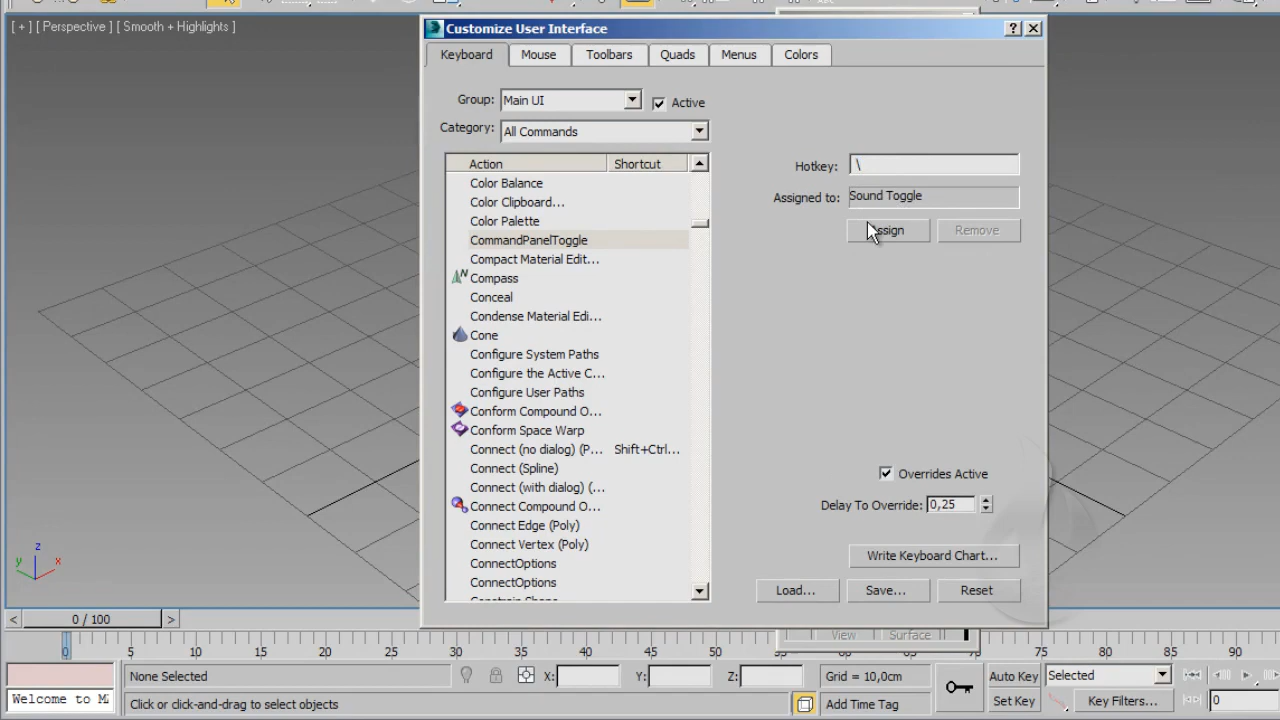 [ + ] [ Perspective ] [ Smooth + Highlights ]
Customize User Interface
Keyboard Mouse Toolbars Quads Menus Colors
Group: Main UI Active
Category: All Commands
Action Shortcut
Hotkey: \
Assigned to: Sound Toggle
Assign Remove
Color Balance
Color Clipboard...
Color Palette
CommandPanelToggle
Compact Material Edit...
Compass
Conceal
Condense Material Edi...
Cone
Configure System Paths
Configure the Active C...
Configure User Paths
Conform Compound O...
Conform Space Warp
Connect (no dialog) (P... Shift+Ctrl...
Connect (Spline)
Connect (with dialog) (...
Connect Compound O...
Connect Edge (Poly)
Connect Vertex (Poly)
ConnectOptions
ConnectOptions
Overrides Active
Delay To Override: 0,25
Write Keyboard Chart...
Load... Save... Reset
z
y x
< 0 / 100 >
View Surface
0 5 10 15 20 25 30 35 40 45 50 75 80 85 90
None Selected X: Y: Z: Grid = 10,0cm Auto Key Selected
Welcome to Click or click-and-drag to select objects Add Time Tag Set Key Key Filters... 0